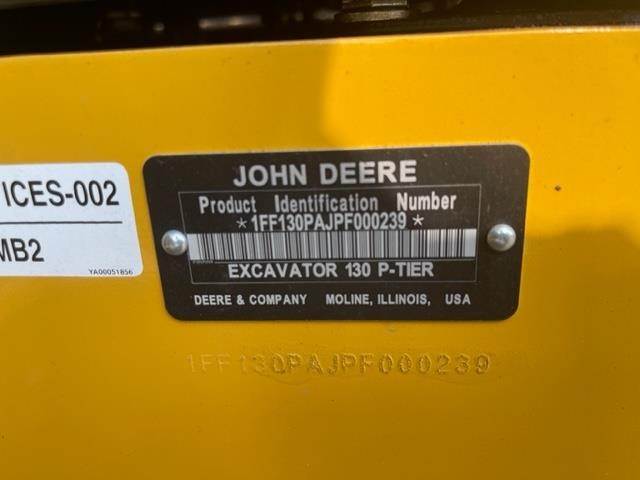 ICES-002
MB2
YA00051856
JOHN DEERE
Product Identification Number
*1FF130PAJPF000239*
EXCAVATOR 130 P-TIER
DEERE & COMPANY MOLINE, ILLINOIS, USA
1FF130PAJPF000239